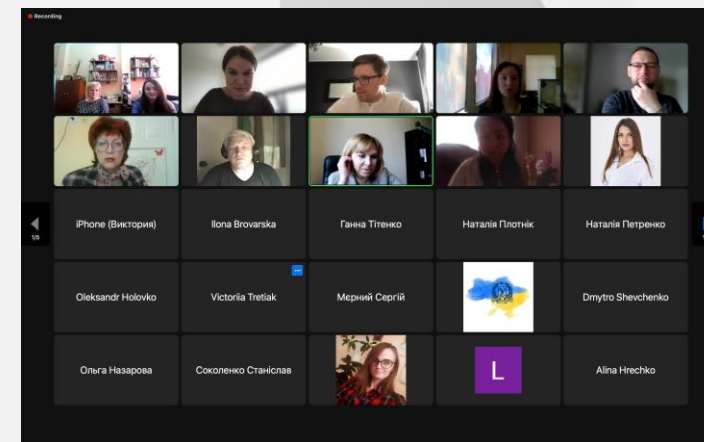 Recording
iPhone (Виктория)
Ilona Brovarska
Ганна Тітенко
Наталія Плотнік
Наталія Петренко
1/5
Oleksandr Holovko
Victoriia Tretiak
Мєрний Сергій
Dmytro Shevchenko
Ольга Назарова
Соколенко Станіслав
L
Alina Hrechko